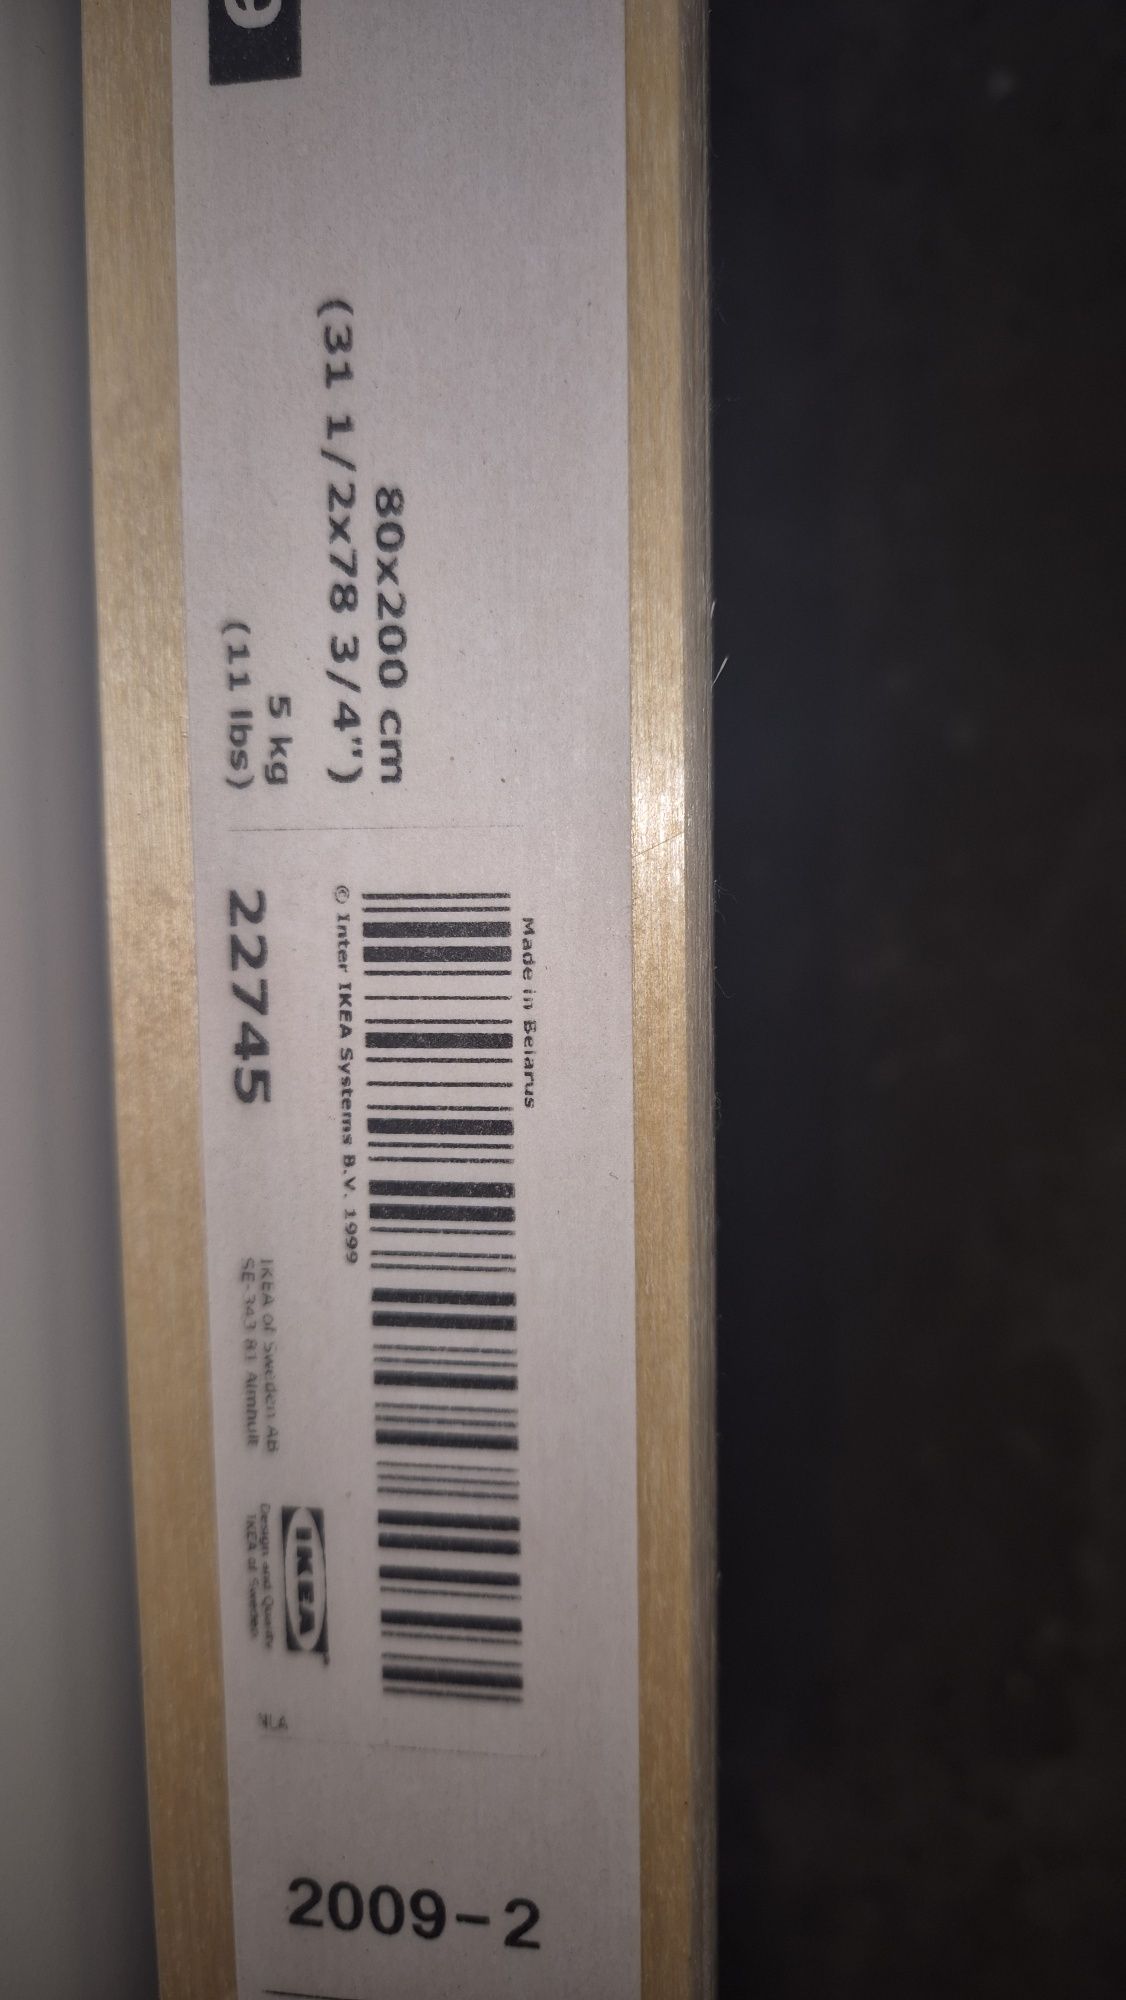 80x200 cm
(31 1/2x78 3/4")
5 kg
(11 lbs)
Made in Belarus
© Inter IKEA Systems B.V. 1999
22745
IKEA of Sweden AB
SE-343 81 Älmhult
IKEA
Design and Quality
IKEA of Sweden
2009-2